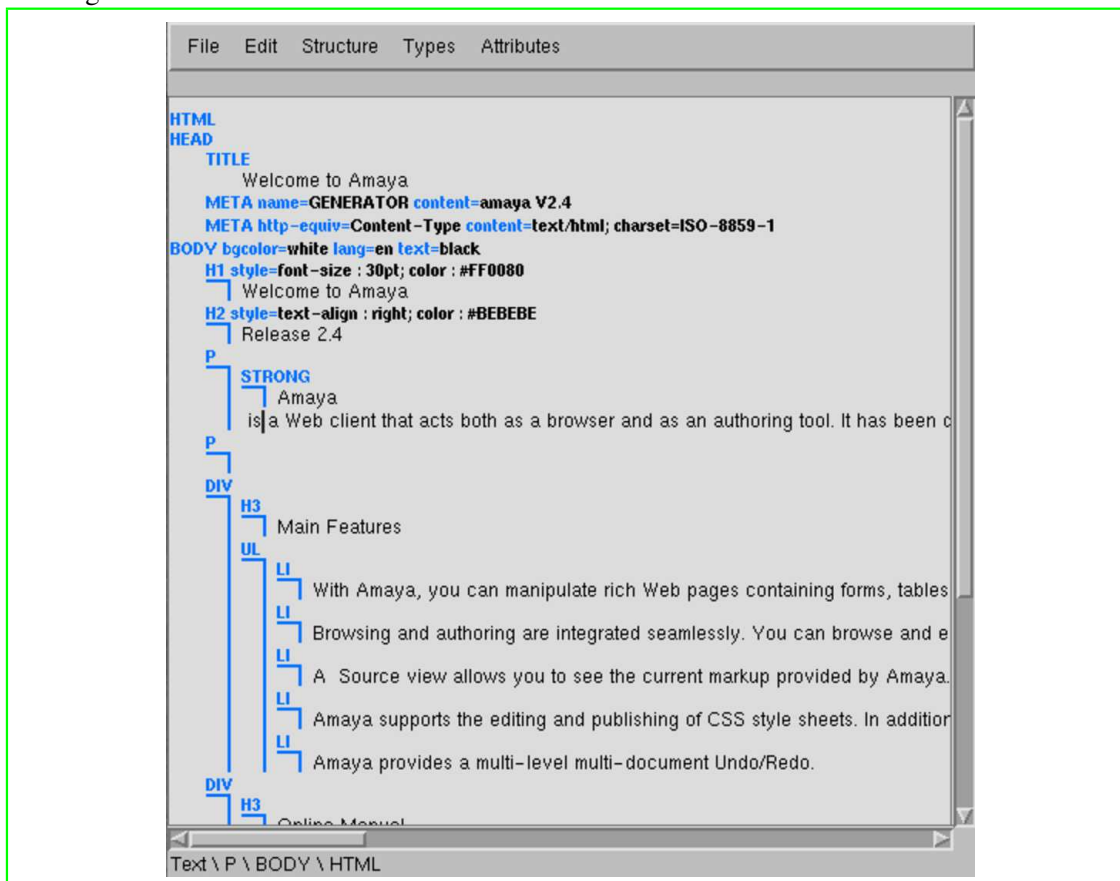 File Edit Structure Types Attributes
HTML
HEAD
TITLE
Welcome to Amaya
META name=GENERATOR content=amaya V2.4
META http-equiv=Content-Type content=text/html; charset=ISO-8859-1
BODY bgcolor=white lang=en text=black
H1 style=font-size : 30pt; color : #FF0080
Welcome to Amaya
H2 style=text-align : right; color : #BEBEBE
Release 2.4
P
STRONG
Amaya
is a Web client that acts both as a browser and as an authoring tool. It has been
P
DIV
H3
Main Features
UL
LI
With Amaya, you can manipulate rich Web pages containing forms, tables
LI
Browsing and authoring are integrated seamlessly. You can browse and
LI
A Source view allows you to see the current markup provided by Amaya.
LI
Amaya supports the editing and publishing of CSS style sheets. In addition
LI
Amaya provides a multi-level multi-document Undo/Redo.
DIV
H3
Online Manual
Text \ P \ BODY \ HTML